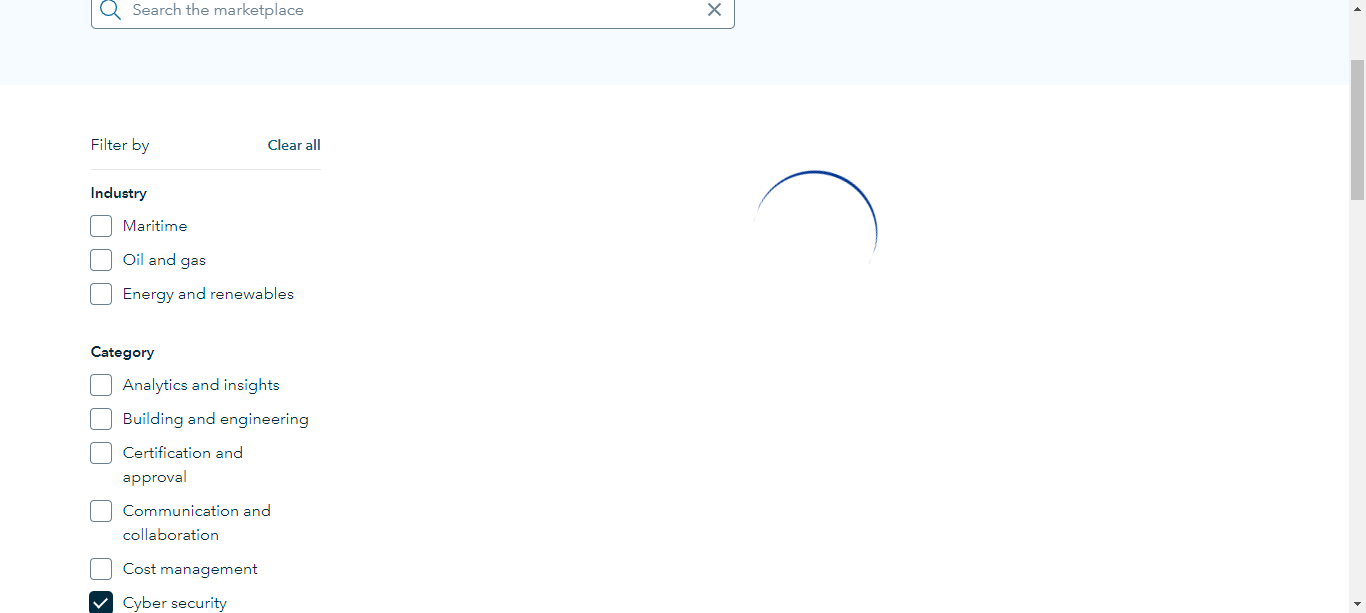 Search the marketplace
Filter by
Clear all
Industry
Maritime
Oil and gas
Energy and renewables
Category
Analytics and insights
Building and engineering
Certification and
approval
Communication and
collaboration
Cost management
Cyber security